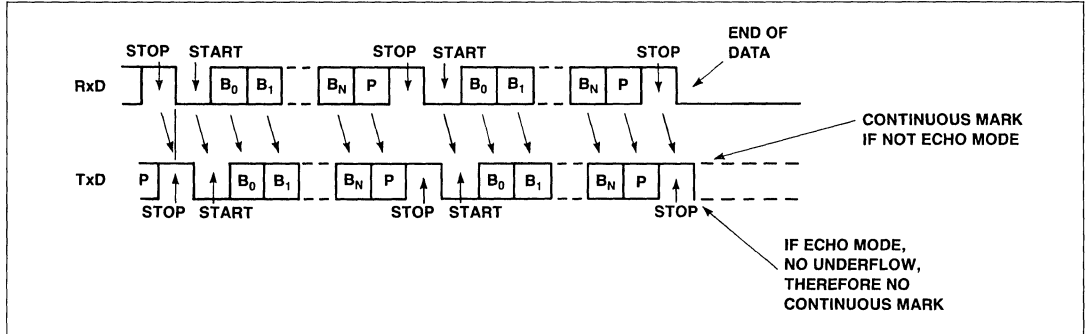 STOP START STOP START STOP END OF
DATA
RxD B0 B1 BN P B0 B1 BN P
CONTINUOUS MARK
IF NOT ECHO MODE
TxD P B0 B1 BN P B0 B1 BN P
STOP START STOP START STOP
IF ECHO MODE,
NO UNDERFLOW,
THEREFORE NO
CONTINUOUS MARK